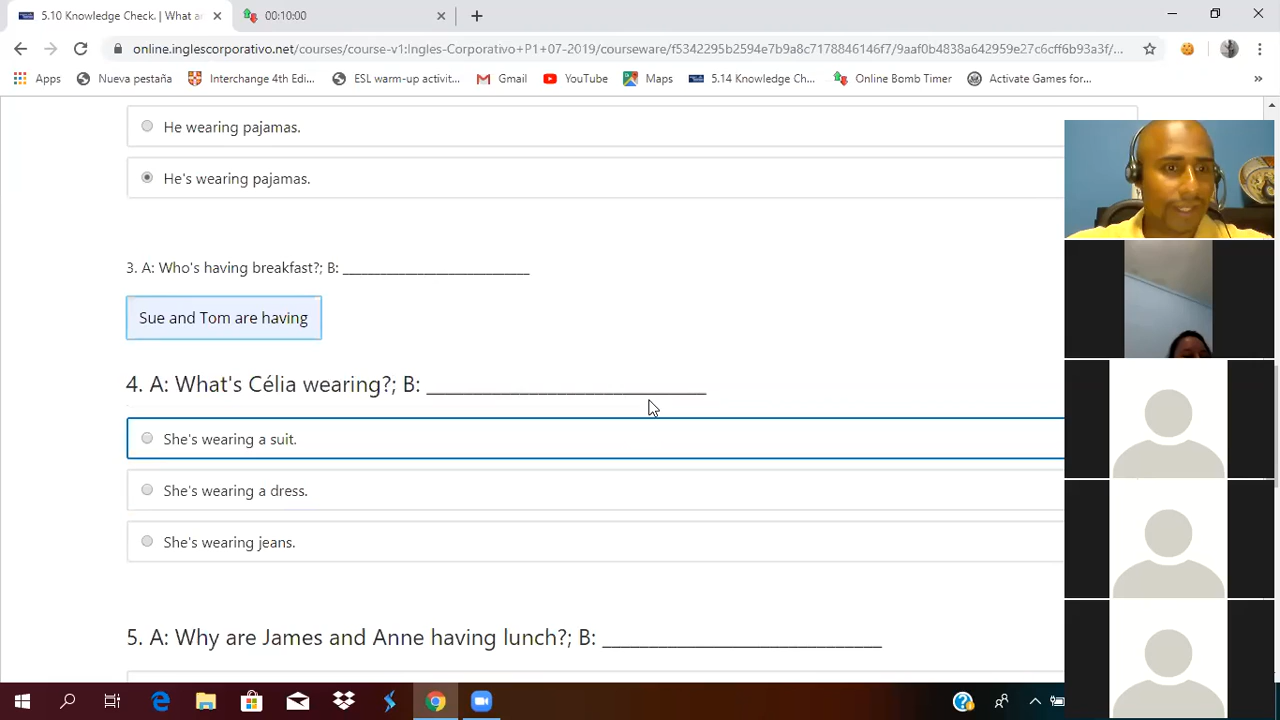 5.10 Knowledge Check. | What a
00:10:00
online.inglescorporativo.net/courses/course-v1:Ingles-Corporativo+P1+07-2019/courseware/f5342295b2594e7b9a8c7178846146f7/9aaf0b4838a642959e27c6cff6b93a3f/...
Apps
Nueva pestaña
Interchange 4th Edi...
ESL warm-up activit...
Gmail
YouTube
Maps
5.14 Knowledge Ch...
Online Bomb Timer
Activate Games for...
»
He wearing pajamas.
He's wearing pajamas.
3. A: Who's having breakfast?; B: ___________________________
Sue and Tom are having
4. A: What's Célia wearing?; B: ___________________________
She's wearing a suit.
She's wearing a dress.
She's wearing jeans.
5. A: Why are James and Anne having lunch?; B: ___________________________